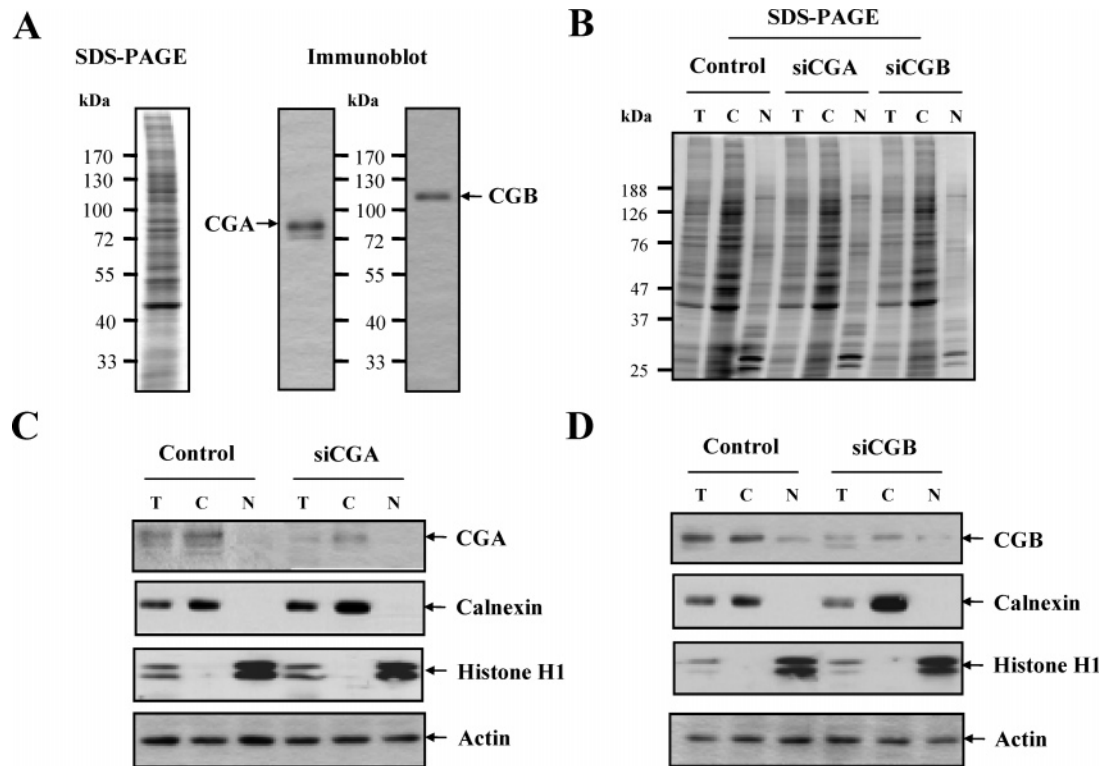 A
SDS-PAGE
Immunoblot
kDa
170
130
100
72
55
40
33
CGA
kDa
170
130
100
72
55
40
33
CGB
B
SDS-PAGE
Control siCGA siCGB
T C N T C N T C N
kDa
188
126
76
47
37
25
C
Control siCGA
T C N T C N
CGA
Calnexin
Histone H1
Actin
D
Control siCGB
T C N T C N
CGB
Calnexin
Histone H1
Actin